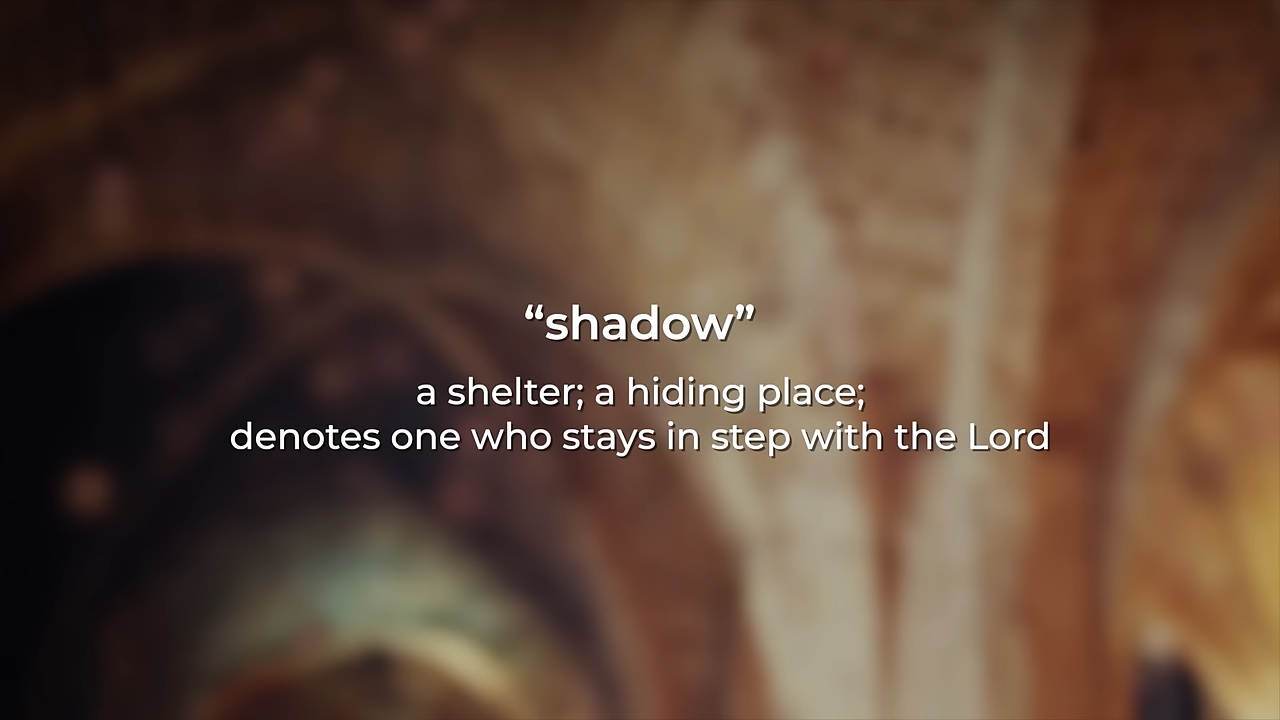 “shadow”
a shelter; a hiding place;
denotes one who stays in step with the Lord